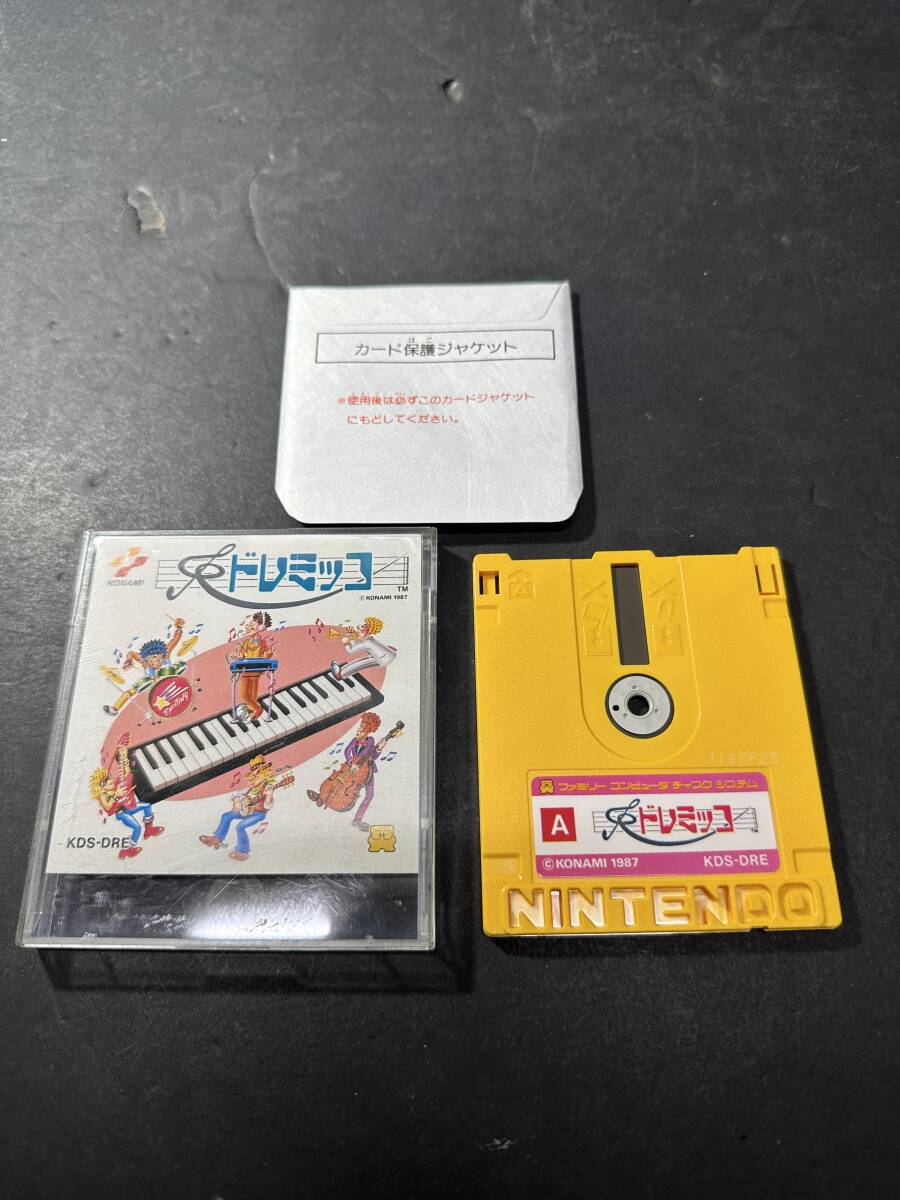 カード保護ジャケット
※使用後は必ずこのカードジャケット
にもどしてください。
KONAMI
ドレミッコ
TM
© KONAMI 1987
EXCITING
KDS-DRE
A
ファミリー コンピュータ ディスク システム
A
ドレミッコ
TM
© KONAMI 1987
KDS-DRE
NINTENDO